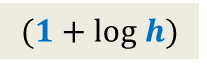 (1 + log h)